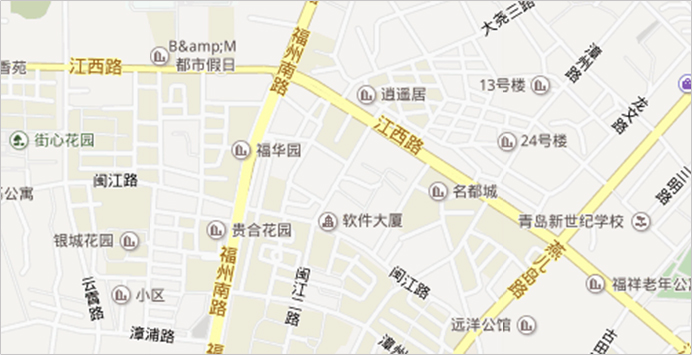 大尧三路
福州南路
B&amp;M
都市假日
漳州路
香苑
江西路
13号楼
逍遥居
龙文路
江西路
街心花园
24号楼
福华园
三明路
闽江路
公寓
名都城
软件大厦
青岛新世纪学校
贵合花园
银城花园
燕儿岛路
福州南路
闽江二路
闽江路
云霄路
小区
福祥老年公寓
远洋公馆
漳浦路